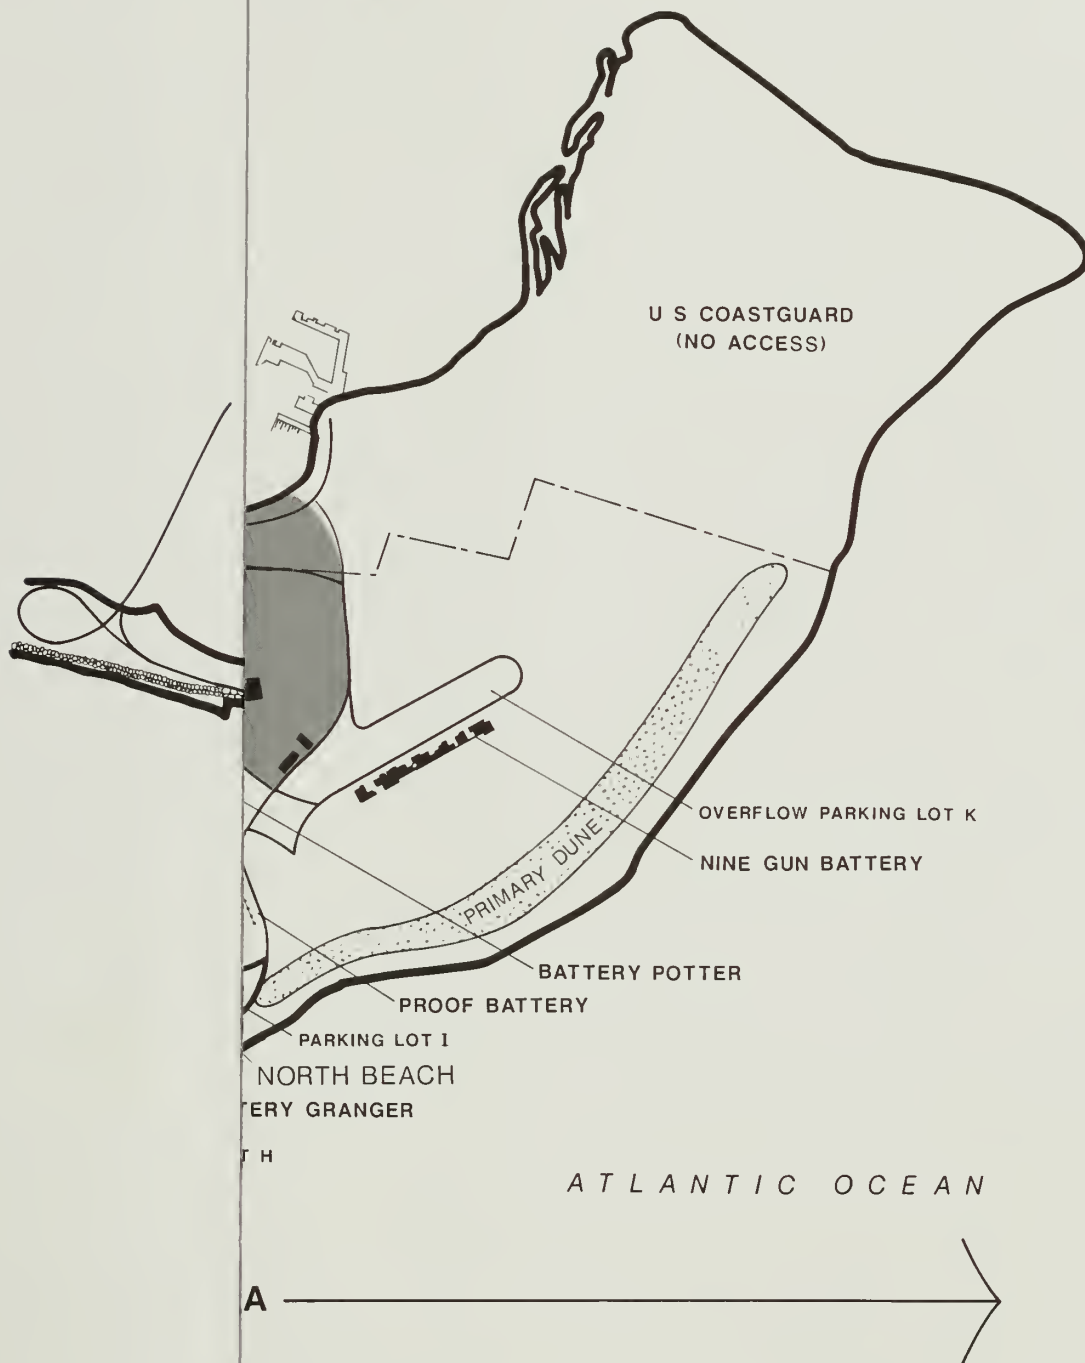 U S COASTGUARD
(NO ACCESS)
OVERFLOW PARKING LOT K
NINE GUN BATTERY
PRIMARY DUNE
BATTERY POTTER
PROOF BATTERY
PARKING LOT I
NORTH BEACH
TERY GRANGER
TH
ATLANTIC OCEAN
A